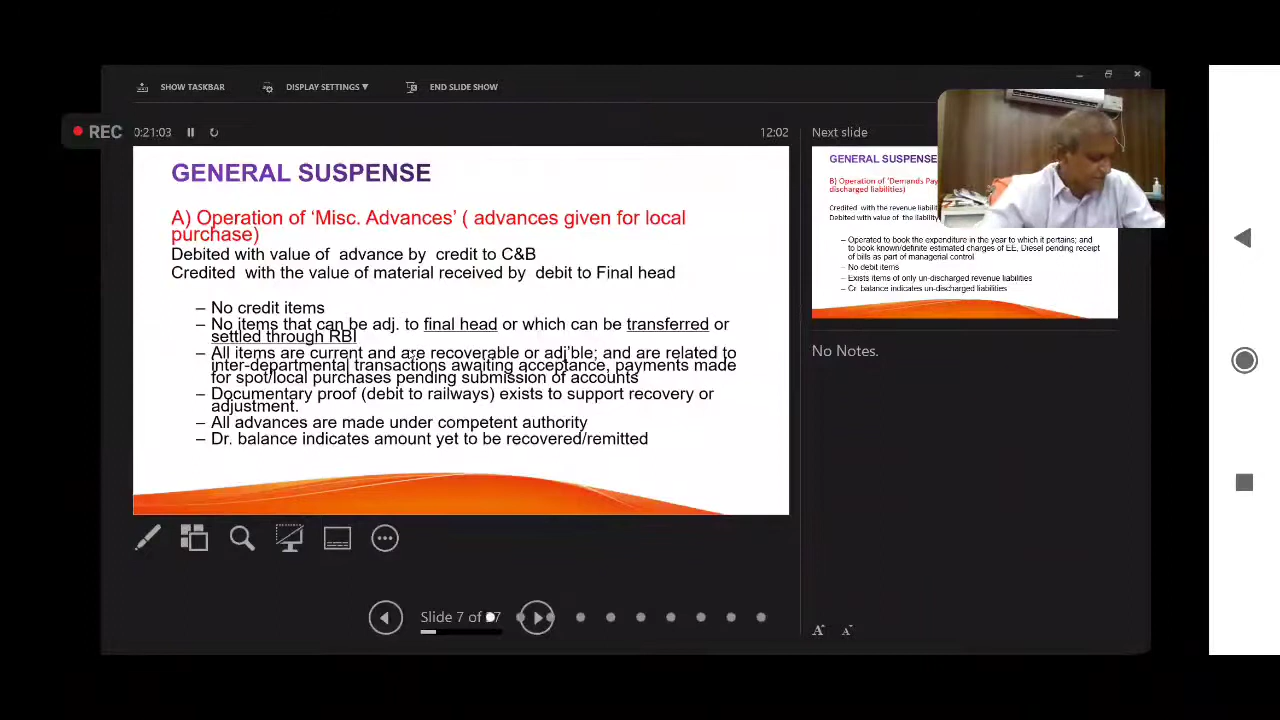 SHOW TASKBAR
DISPLAY SETTINGS ▼
END SLIDE SHOW
REC
0:21:03
12:02
Next slide
GENERAL SUSPENSE
A) Operation of ‘Misc. Advances’ ( advances given for local
purchase)
Debited with value of advance by credit to C&B
Credited with the value of material received by debit to Final head
– No credit items
– No items that can be adj. to final head or which can be transferred or
settled through RBI
– All items are current and are recoverable or adj’ble; and are related to
inter-departmental transactions awaiting acceptance, payments made
for spot/local purchases pending submission of accounts
– Documentary proof (debit to railways) exists to support recovery or
adjustment.
– All advances are made under competent authority
– Dr. balance indicates amount yet to be recovered/remitted
GENERAL SUSPENSE
B) Operation of ‘Demands Pay
discharged liabilities)
Credited with the revenue liabilit
Debited with value of the liability
– Operated to book the expenditure in the year to which it pertains; and
to book known/definite estimated charges of EE, Diesel pending receipt
of bills as part of managerial control
– No debit items
– Exists items of only un-discharged revenue liabilities
– Cr. balance indicates un-discharged liabilities
No Notes.
Slide 7 of 7
A A